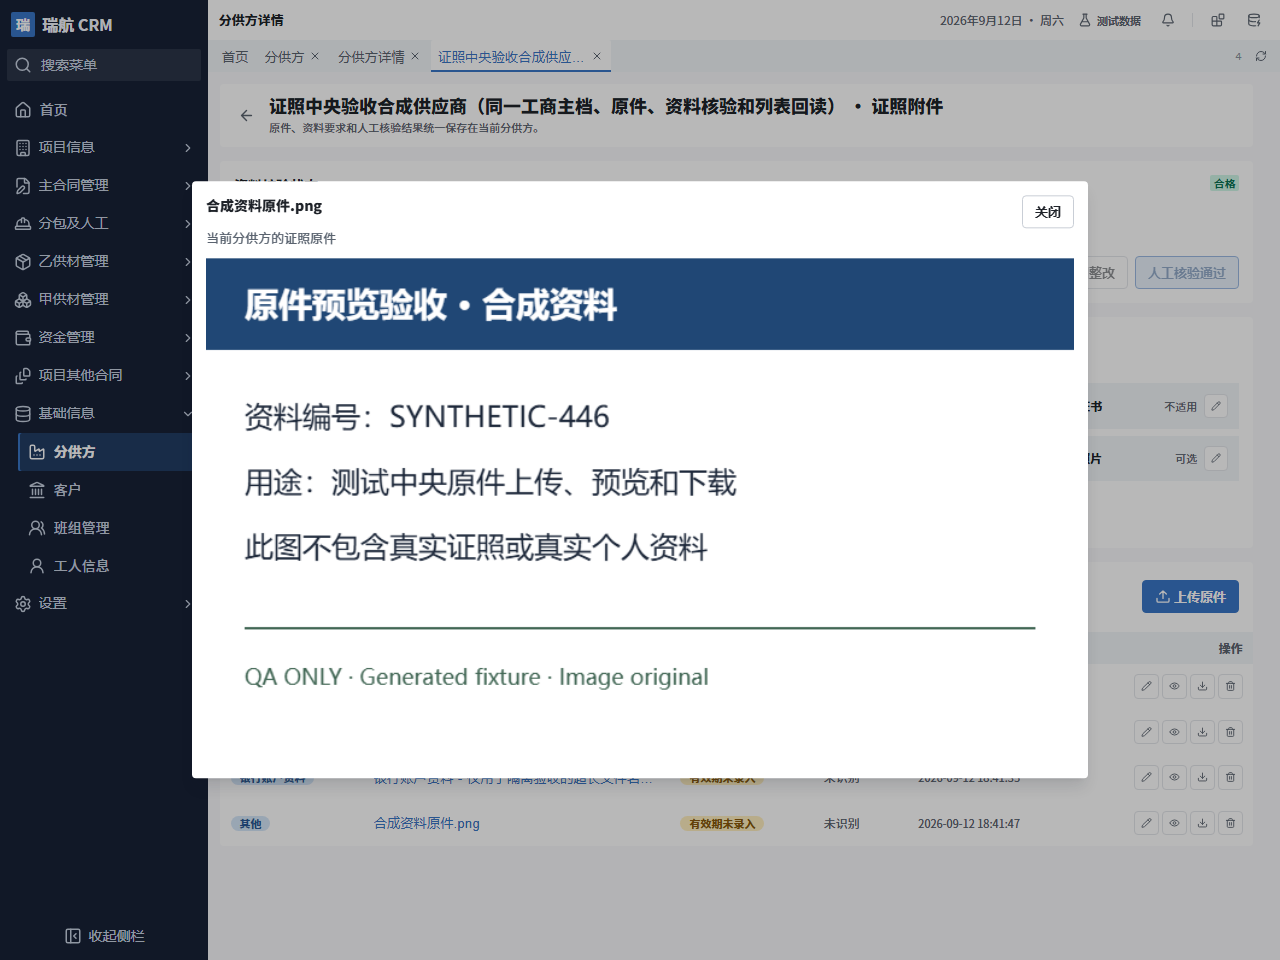 瑞 瑞航 CRM
搜索菜单
首页
项目信息
主合同管理
分包及人工
乙供材管理
甲供材管理
资金管理
项目其他合同
基础信息
分供方
客户
班组管理
工人信息
设置
收起侧栏
分供方详情
2026年9月12日 · 周六 测试数据
首页 分供方 分供方详情 证照中央验收合成供应... 4
证照中央验收合成供应商（同一工商主档、原件、资料核验和列表回读） · 证照附件
原件、资料要求和人工核验结果统一保存在当前分供方。
合格
整改 人工核验通过
合成资料原件.png
关闭
当前分供方的证照原件
原件预览验收 · 合成资料
资料编号：SYNTHETIC-446
用途：测试中央原件上传、预览和下载
此图不包含真实证照或真实个人资料
QA ONLY · Generated fixture · Image original
不适用
可选
上传原件
操作
其他 合成资料原件.png 有效期未录入 未识别 2026-09-12 18:41:47